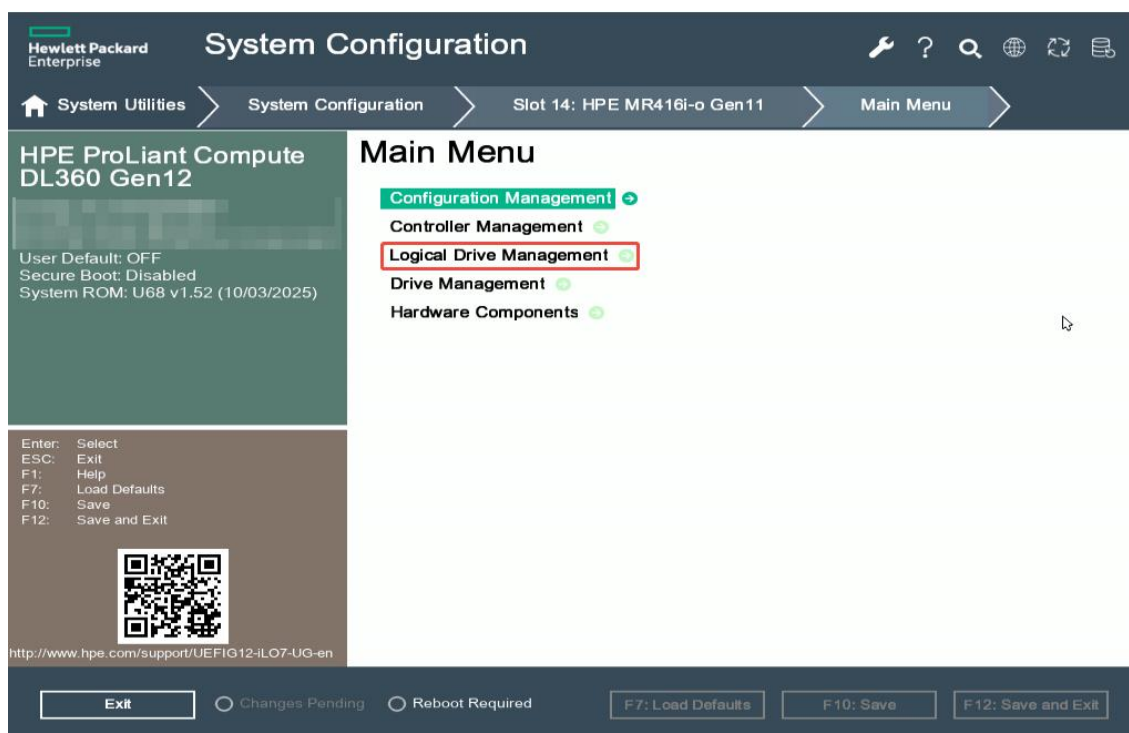 Hewlett Packard
Enterprise
System Configuration
System Utilities
System Configuration
Slot 14: HPE MR416i-o Gen11
Main Menu
HPE ProLiant Compute
DL360 Gen12
User Default: OFF
Secure Boot: Disabled
System ROM: U68 v1.52 (10/03/2025)
Enter: Select
ESC: Exit
F1: Help
F7: Load Defaults
F10: Save
F12: Save and Exit
http://www.hpe.com/support/UEFIG12-iLO7-UG-en
Main Menu
Configuration Management
Controller Management
Logical Drive Management
Drive Management
Hardware Components
Exit
Changes Pending
Reboot Required
F7: Load Defaults
F10: Save
F12: Save and Exit